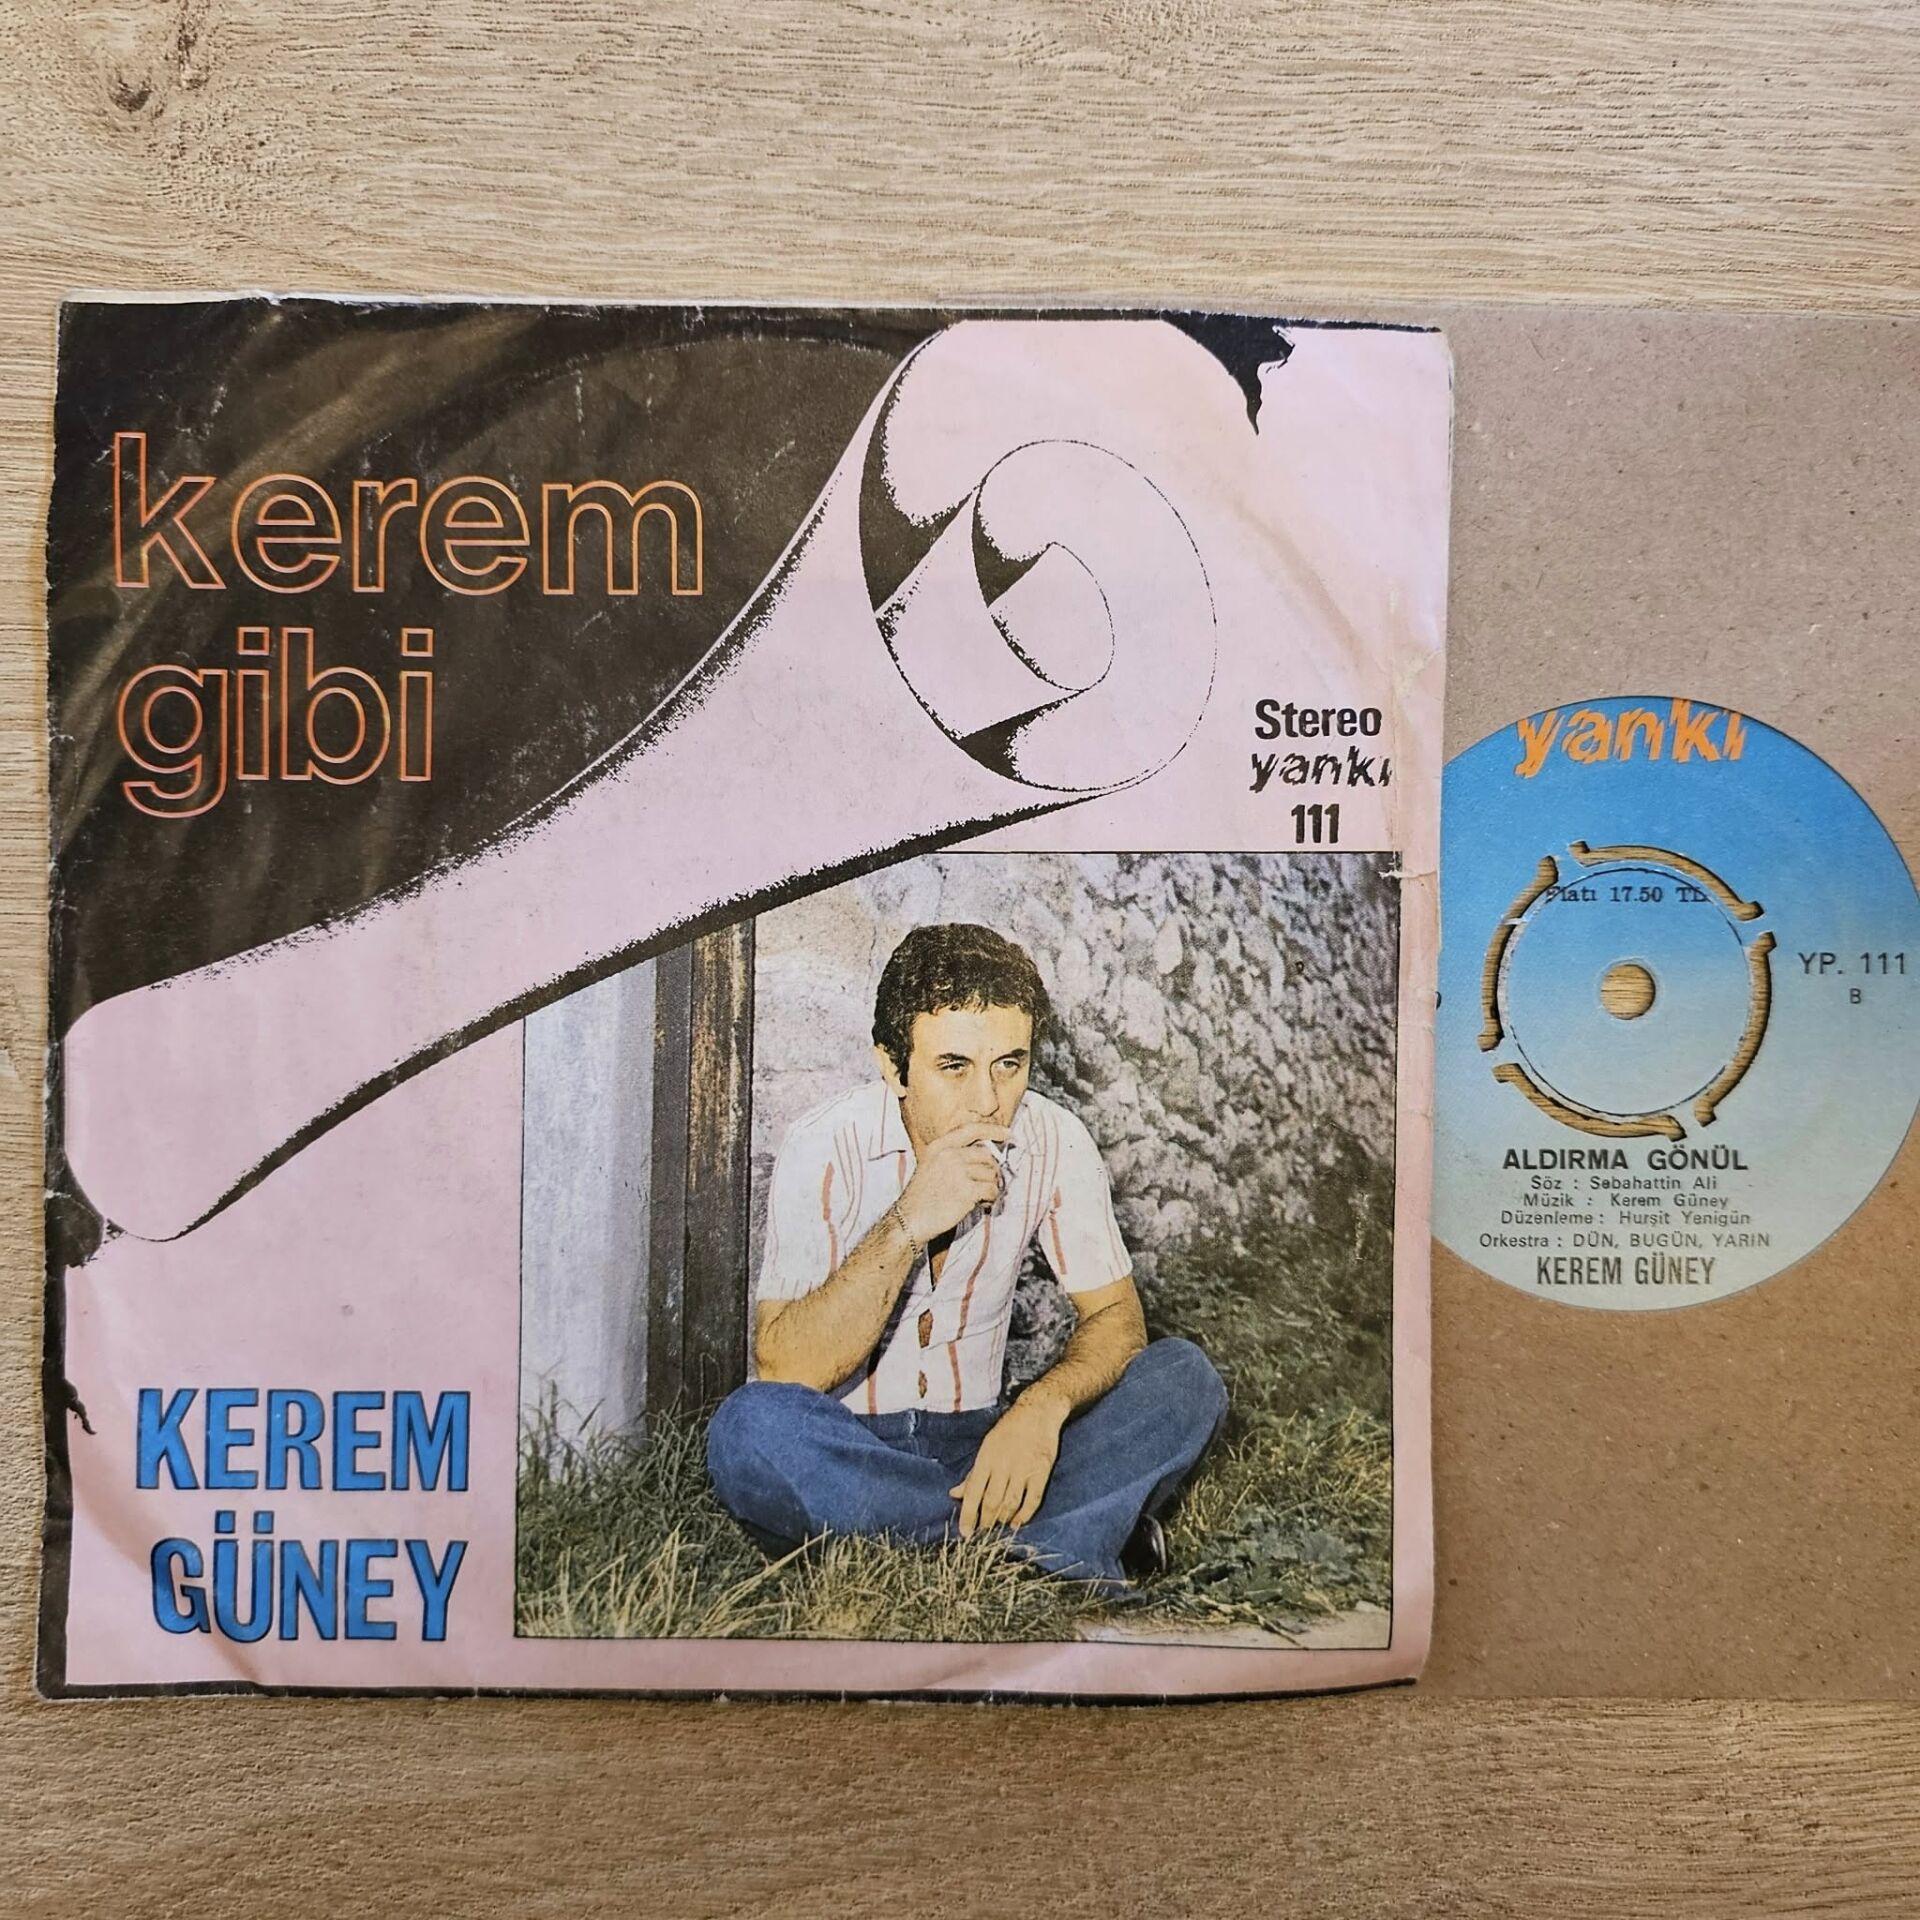 kerem
gibi
Stereo
yankı
111
KEREM
GÜNEY
yankı
Fiatı 17.50 TL
YP. 111
B
ALDIRMA GÖNÜL
Söz : Sabahattin Ali
Müzik : Kerem Güney
Düzenleme : Hurşit Yenigün
Orkestra : DÜN, BUGÜN, YARIN
KEREM GÜNEY